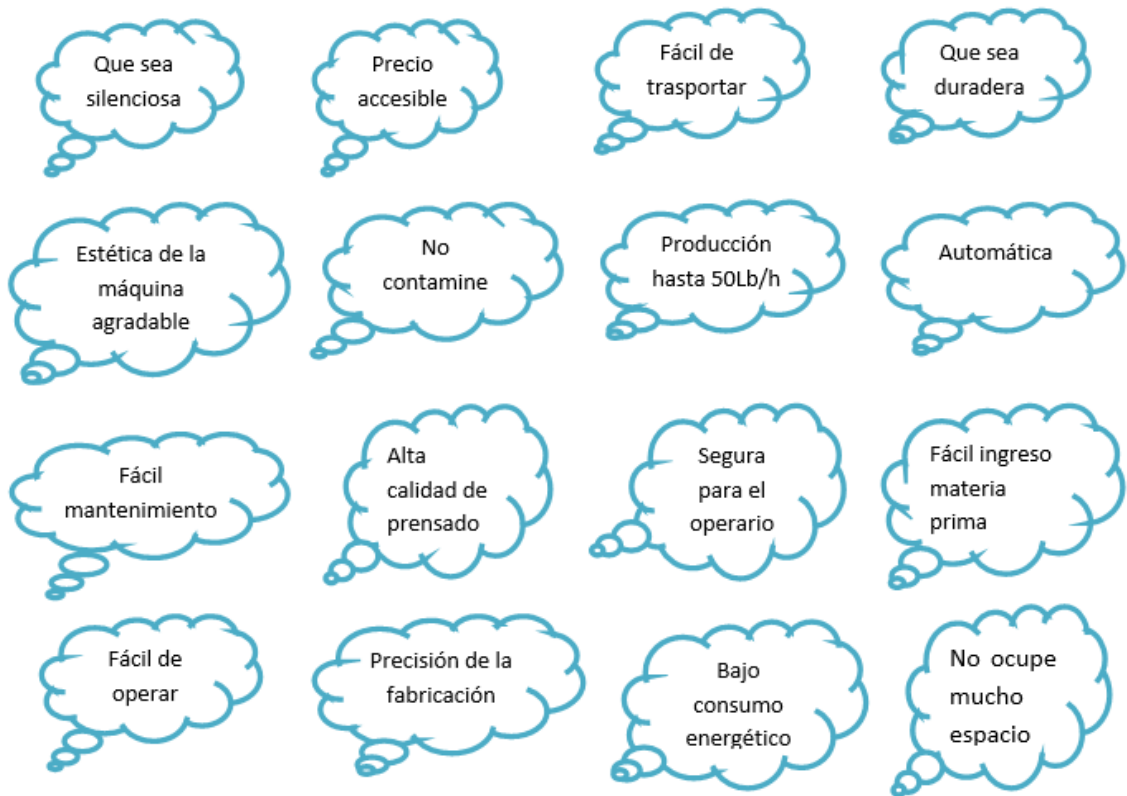 Que sea
silenciosa
Precio
accesible
Fácil de
trasportar
Que sea
duradera
Estética de la
máquina
agradable
No
contamine
Producción
hasta 50Lb/h
Automática
Fácil
mantenimiento
Alta
calidad de
prensado
Segura
para el
operario
Fácil ingreso
materia
prima
Fácil de
operar
Precisión de la
fabricación
Bajo
consumo
energético
No ocupe
mucho
espacio